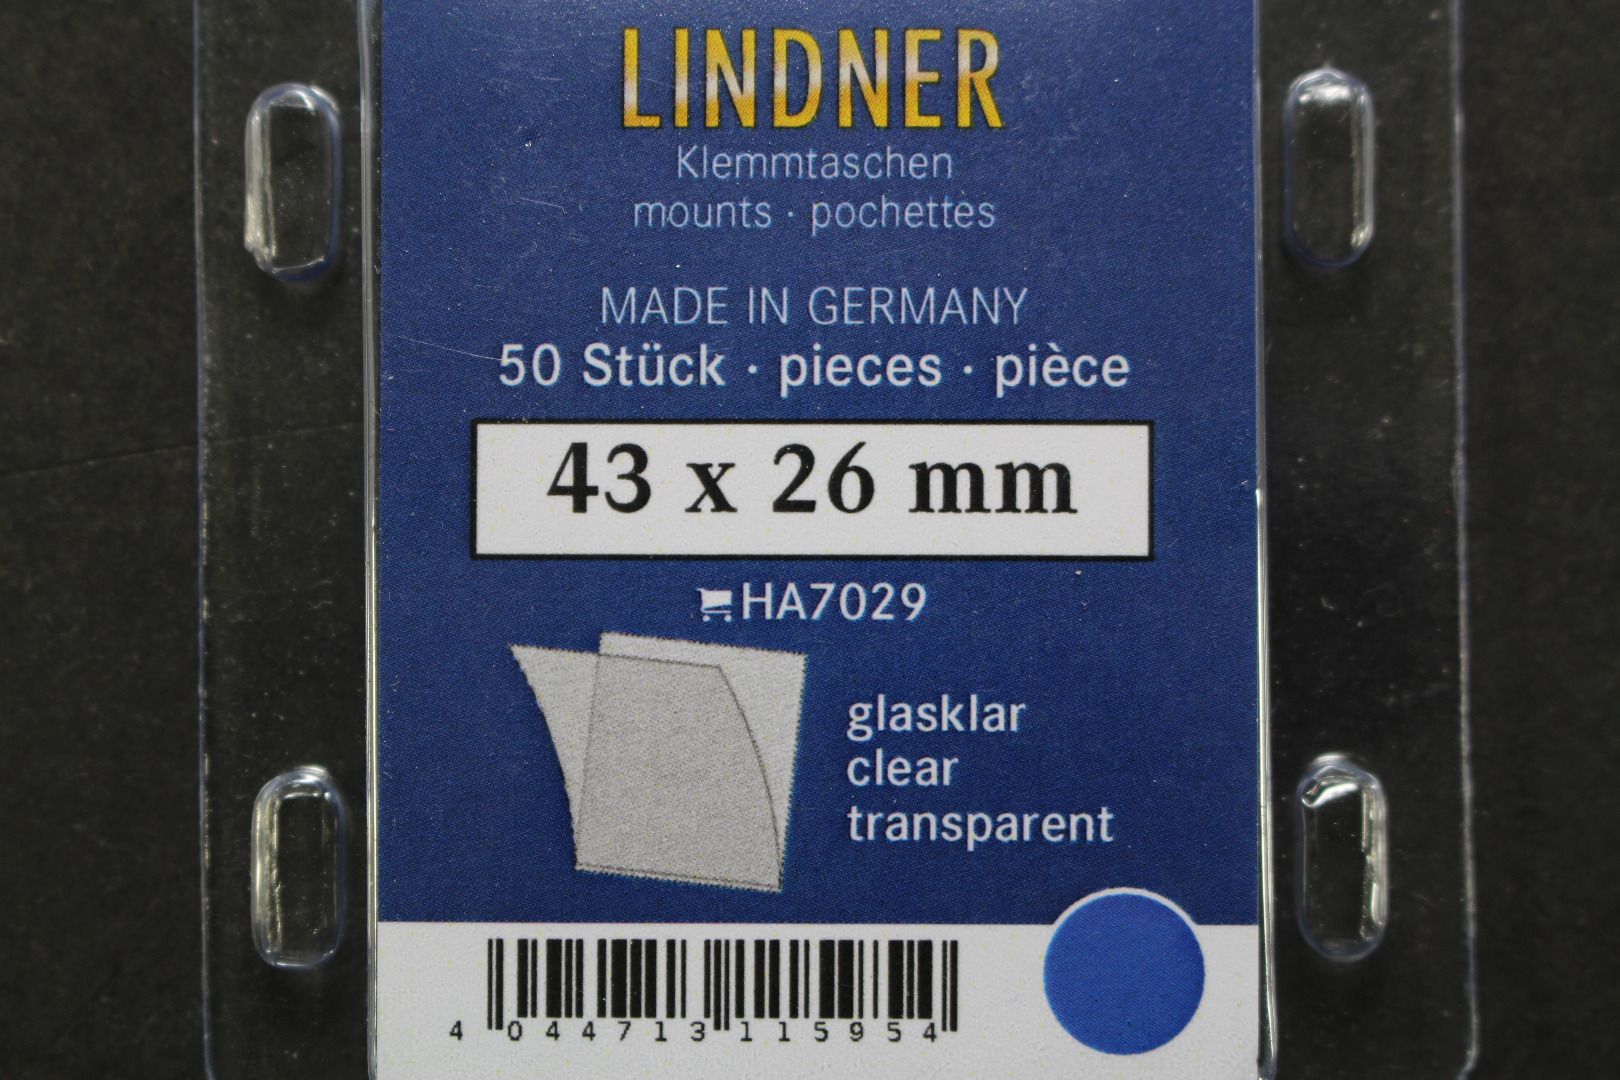 LINDNER
Klemmtaschen
mounts · pochettes
MADE IN GERMANY
50 Stück · pieces · pièce
43 x 26 mm
HA7029
glasklar
clear
transparent
4 044713 115954